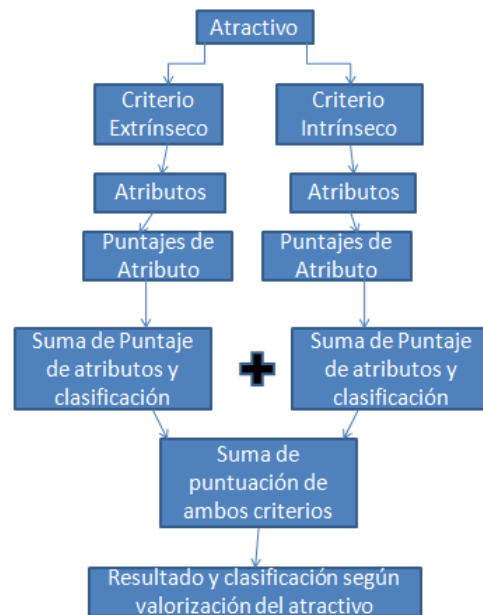 Atractivo
Criterio
Extrínseco
Criterio
Intrínseco
Atributos
Atributos
Puntajes de
Atributo
Puntajes de
Atributo
Suma de Puntaje
de atributos y
clasificación
Suma de Puntaje
de atributos y
clasificación
Suma de
puntuación de
ambos criterios
Resultado y clasificación según
valorización del atractivo